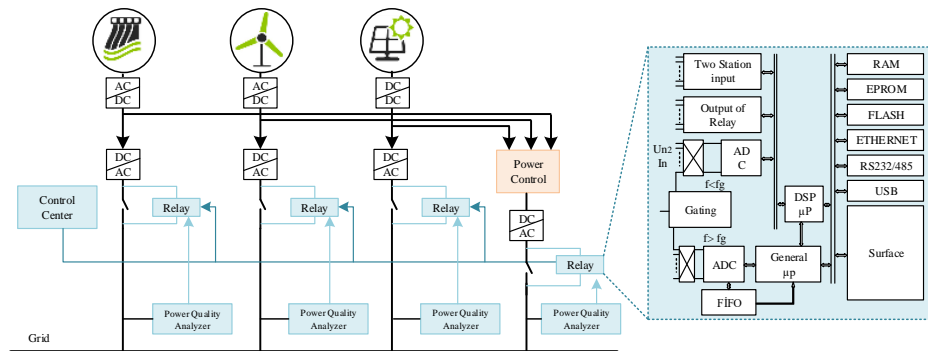 AC
DC
AC
DC
DC
DC
DC
AC
DC
AC
DC
AC
Power
Control
DC
AC
Control
Center
Relay
Relay
Relay
Relay
Power Quality
Analyzer
Power Quality
Analyzer
Power Quality
Analyzer
Power Quality
Analyzer
Grid
Two Station
input
Output of
Relay
Un2
In
AD
C
f<fg
Gating
f> fg
ADC
FİFO
DSP
µP
General
µp
RAM
EPROM
FLASH
ETHERNET
RS232/485
USB
Surface